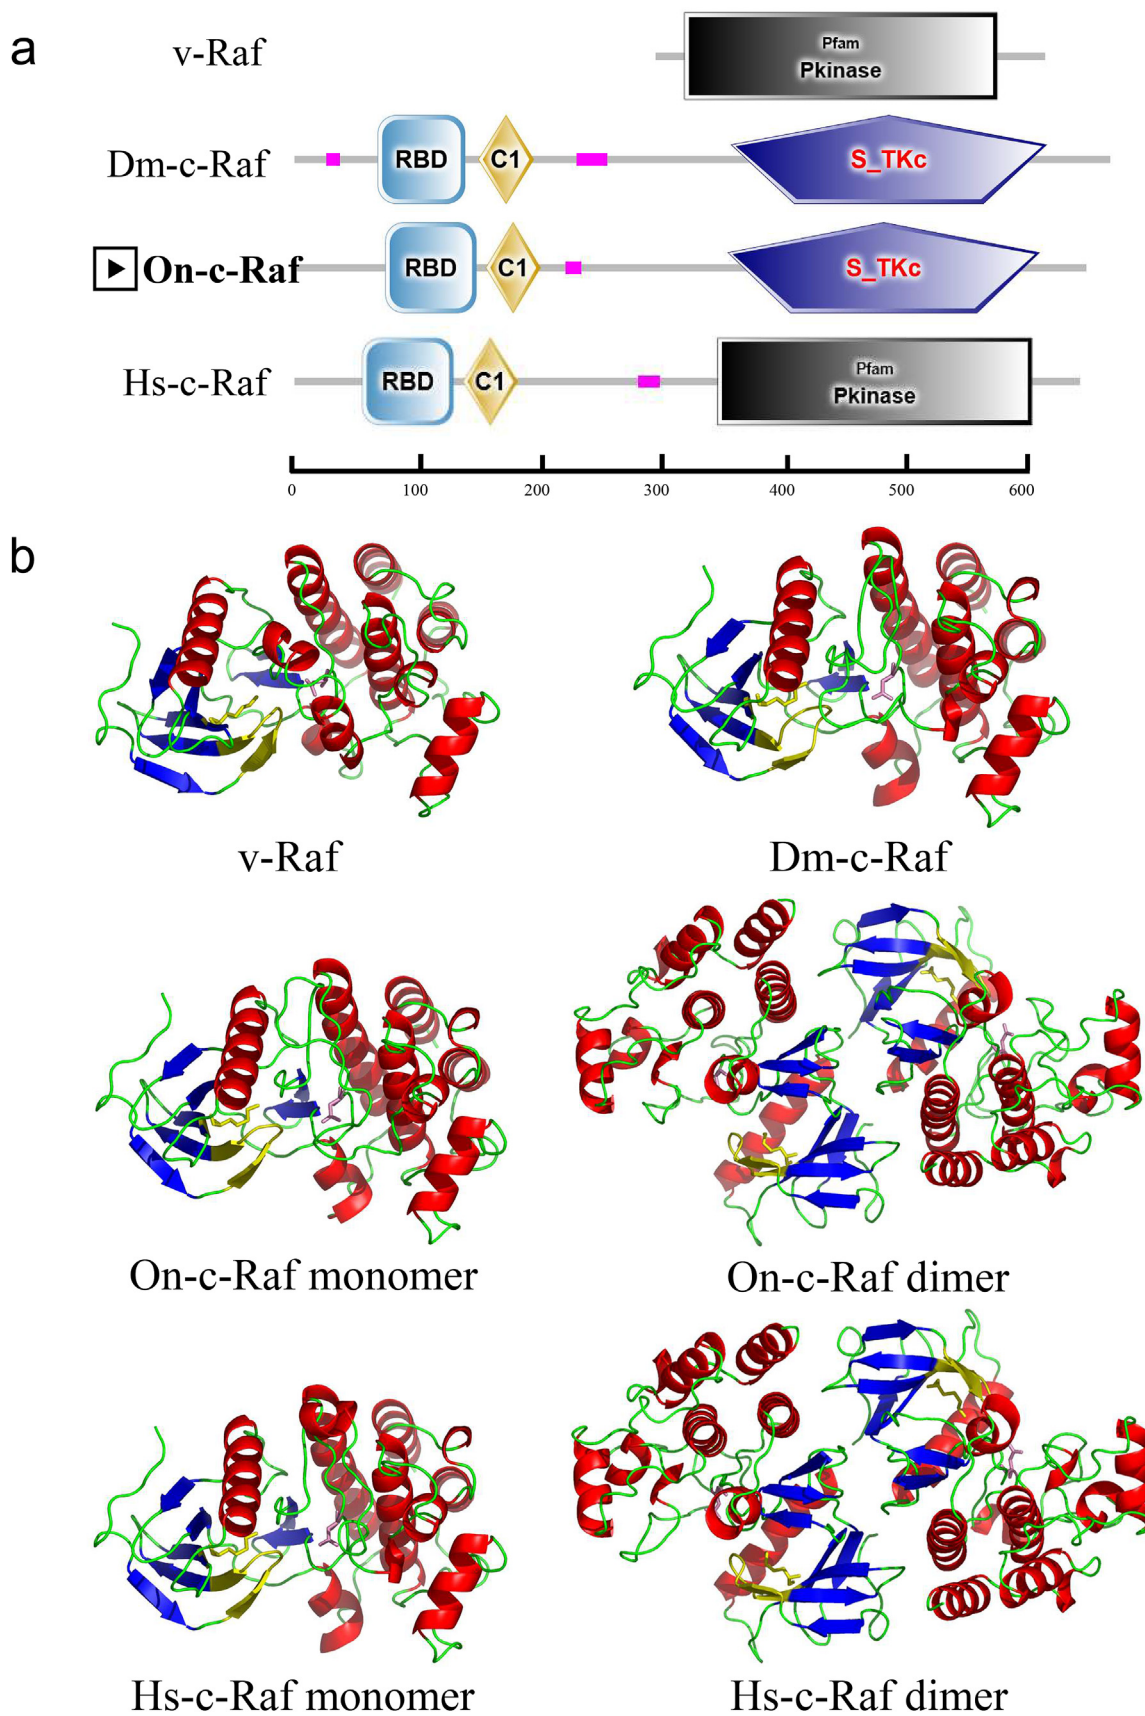 a
v-Raf
Pfam
Pkinase
Dm-c-Raf
RBD
C1
S_TKc
On-c-Raf
RBD
C1
S_TKc
Hs-c-Raf
RBD
C1
Pfam
Pkinase
0 100 200 300 400 500 600
b
v-Raf
Dm-c-Raf
On-c-Raf monomer
On-c-Raf dimer
Hs-c-Raf monomer
Hs-c-Raf dimer